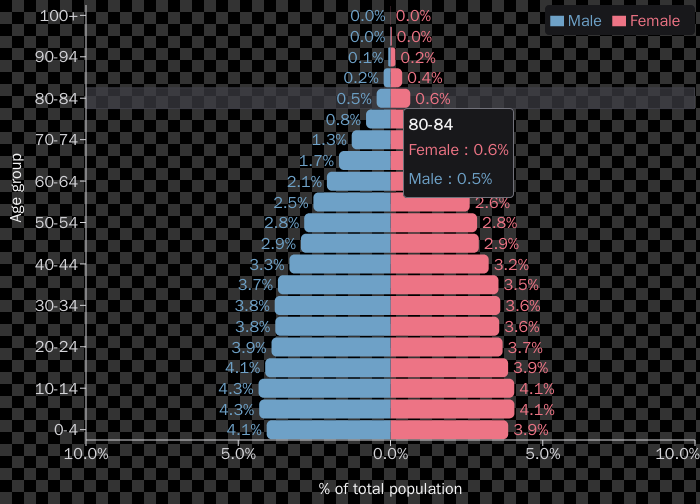 Male Female
100+ 0.0% 0.0%
0.0% 0.0%
90-94 0.1% 0.2%
0.2% 0.4%
80-84 0.5% 0.6%
0.8%
80-84
70-74 1.3%
Female : 0.6%
1.7%
60-64 2.1%
Male : 0.5%
2.5% 2.6%
50-54 2.8% 2.8%
2.9% 2.9%
40-44 3.3% 3.2%
3.7% 3.5%
30-34 3.8% 3.6%
3.8% 3.6%
20-24 3.9% 3.7%
4.1% 3.9%
10-14 4.3% 4.1%
4.3% 4.1%
0-4 4.1% 3.9%
10.0% 5.0% 0.0% 5.0% 10.0%
% of total population
Age group